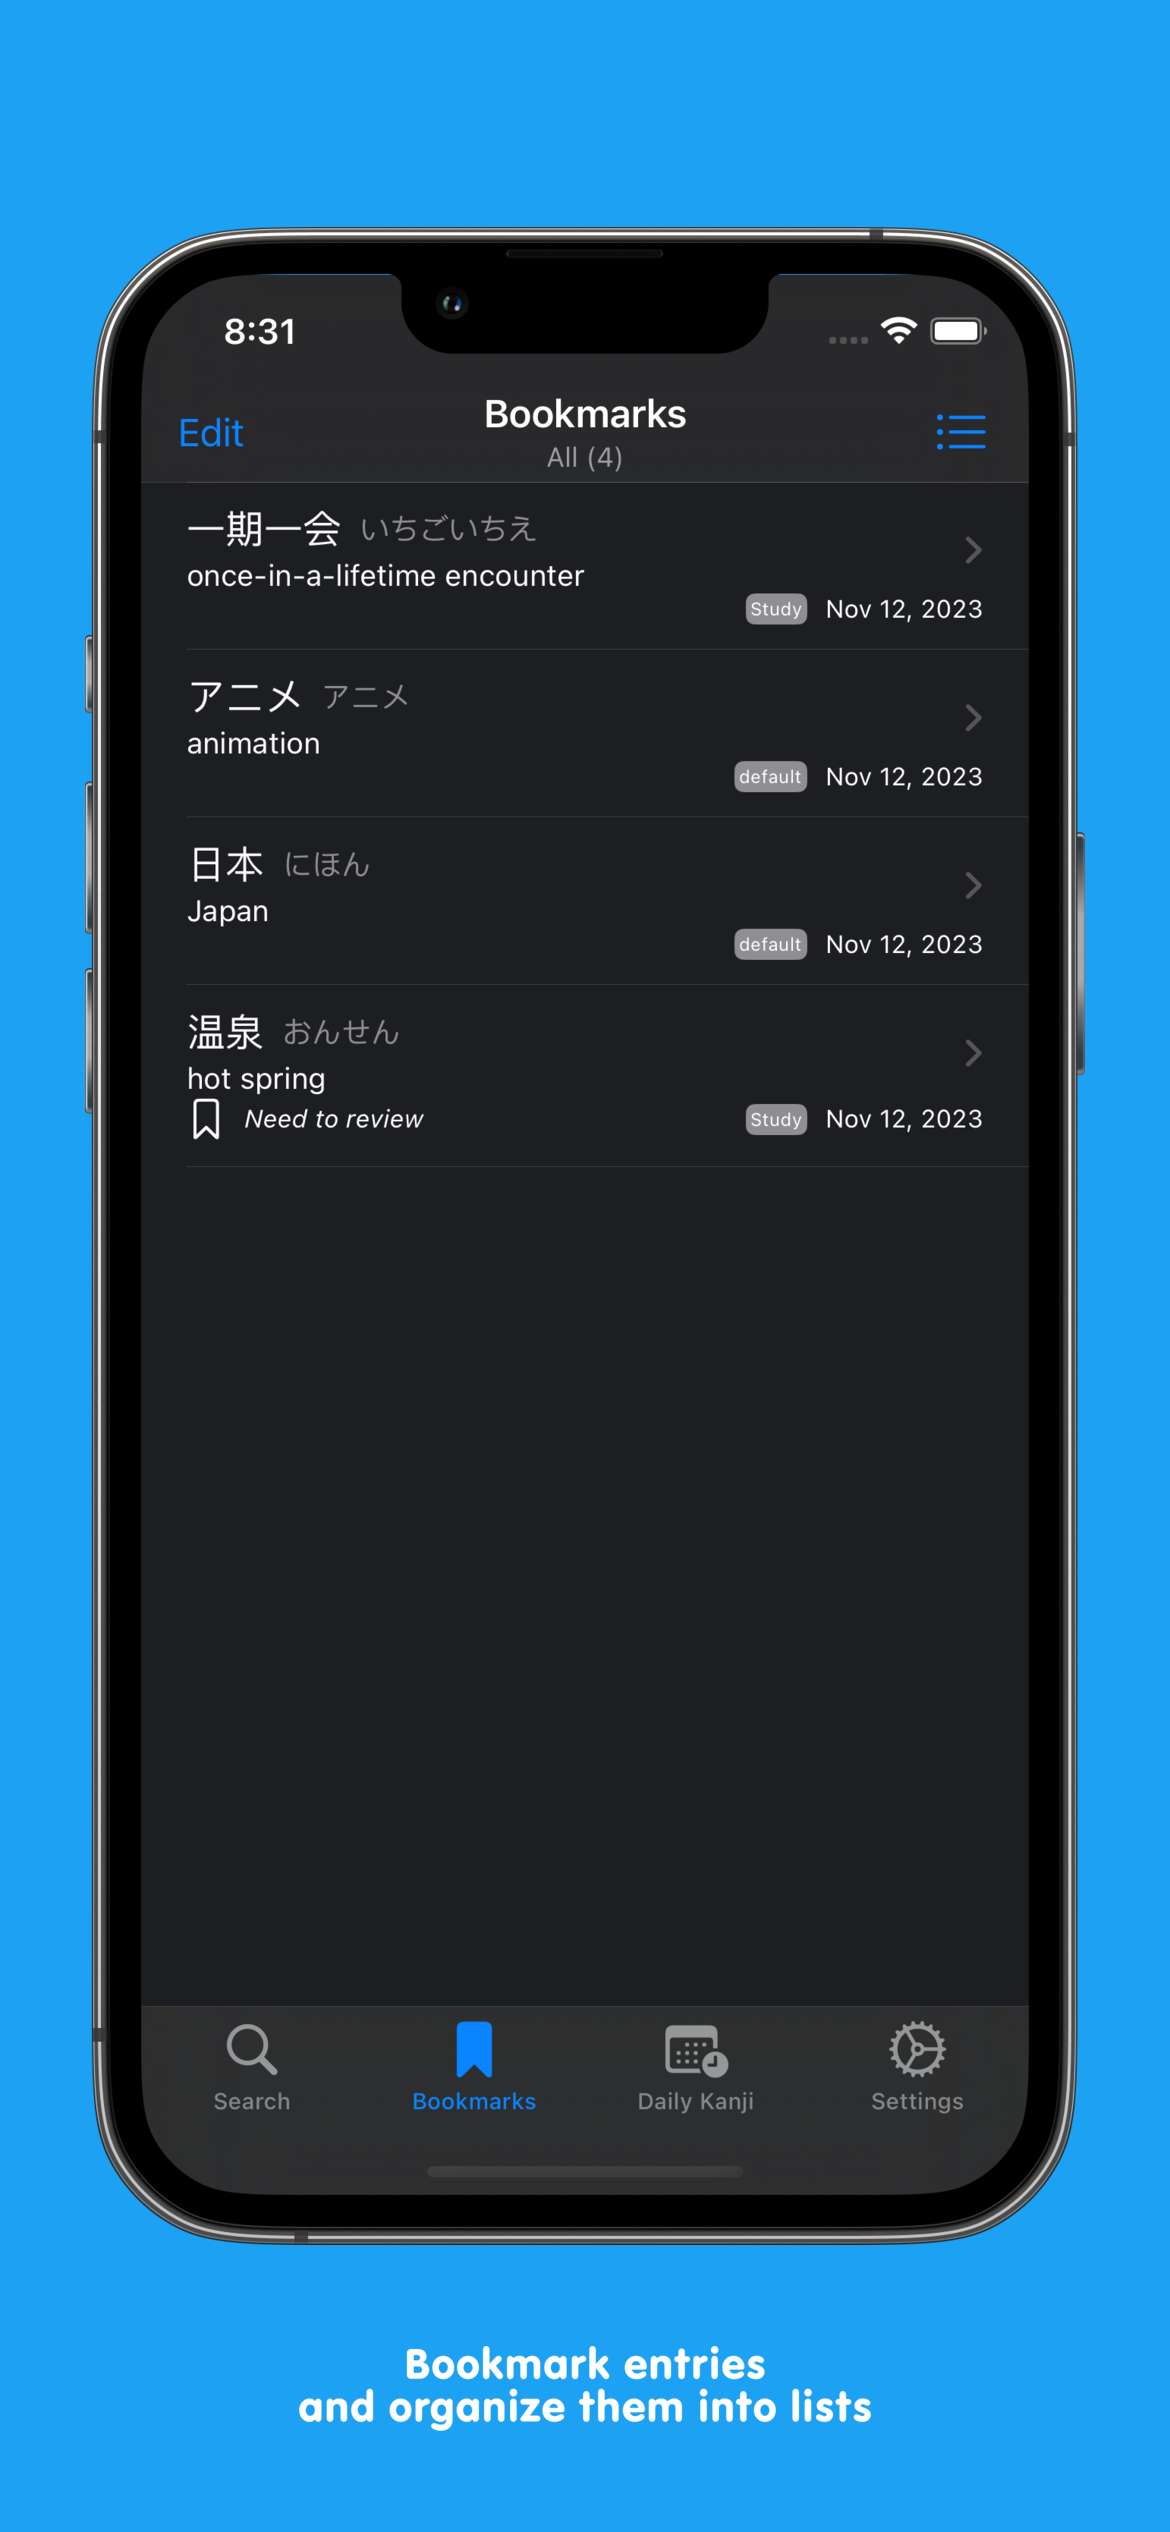 8:31
Edit
Bookmarks
All (4)
一期一会 いちごいちえ
once-in-a-lifetime encounter
Study Nov 12, 2023
アニメ アニメ
animation
default Nov 12, 2023
日本 にほん
Japan
default Nov 12, 2023
温泉 おんせん
hot spring
Need to review Study Nov 12, 2023
Search Bookmarks Daily Kanji Settings
Bookmark entries
and organize them into lists